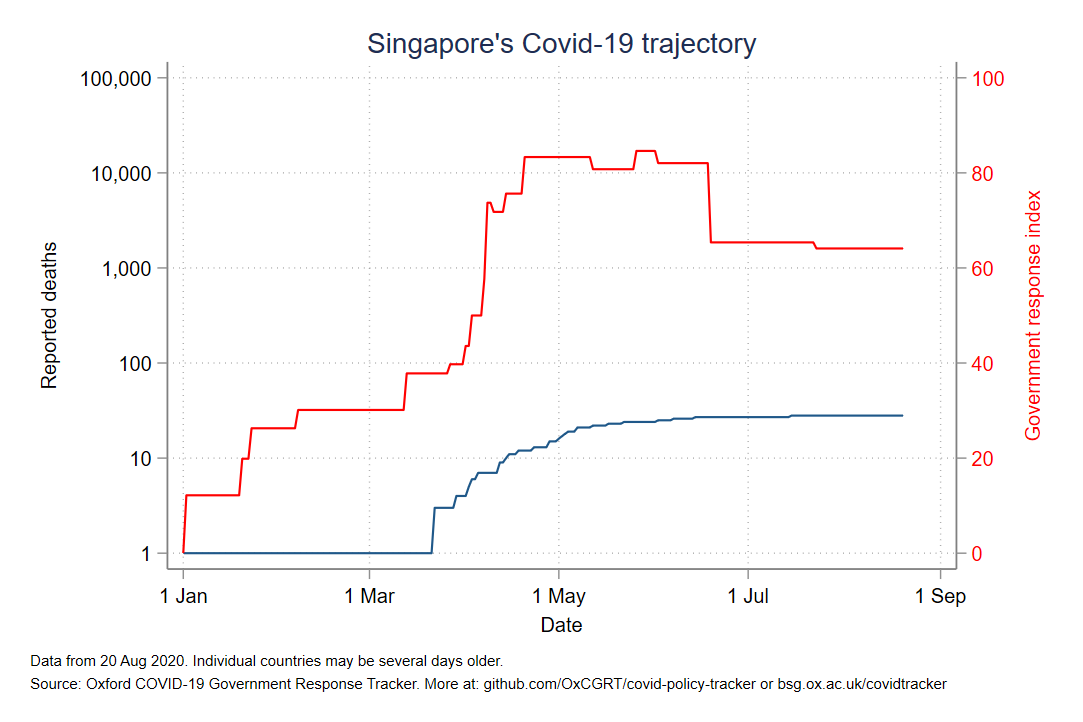 Singapore's Covid-19 trajectory
100,000
10,000
1,000
100
10
1
Reported deaths
100
80
60
40
20
0
Government response index
1 Jan 1 Mar 1 May 1 Jul 1 Sep
Date
Data from 20 Aug 2020. Individual countries may be several days older.
Source: Oxford COVID-19 Government Response Tracker. More at: github.com/OxCGRT/covid-policy-tracker or bsg.ox.ac.uk/covidtracker